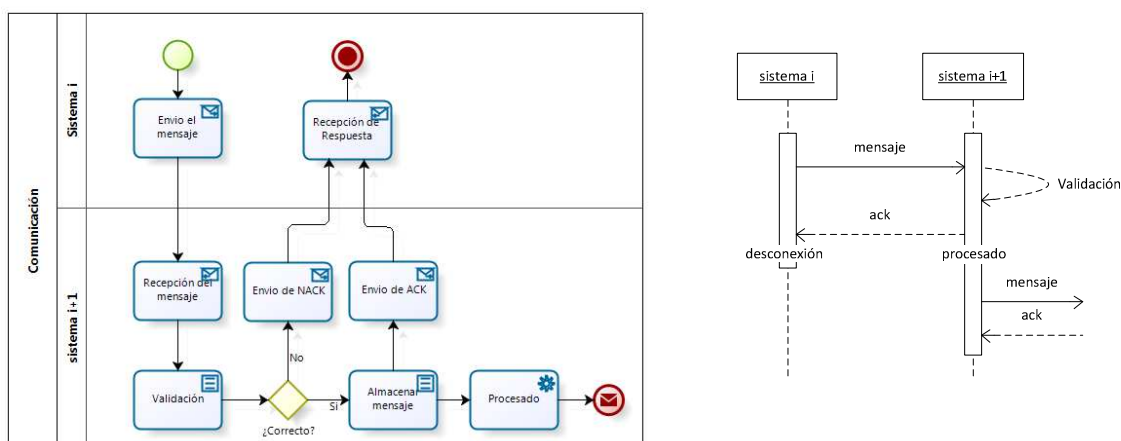 Comunicación
Sistema i
Envio el
mensaje
Recepción de
Respuesta
sistema i+1
Recepción del
mensaje
Envio de NACK
Envio de ACK
No
Validación
¿Correcto?
Si
Almacenar
mensaje
Procesado
sistema i
sistema i+1
mensaje
Validación
ack
desconexión
procesado
mensaje
ack